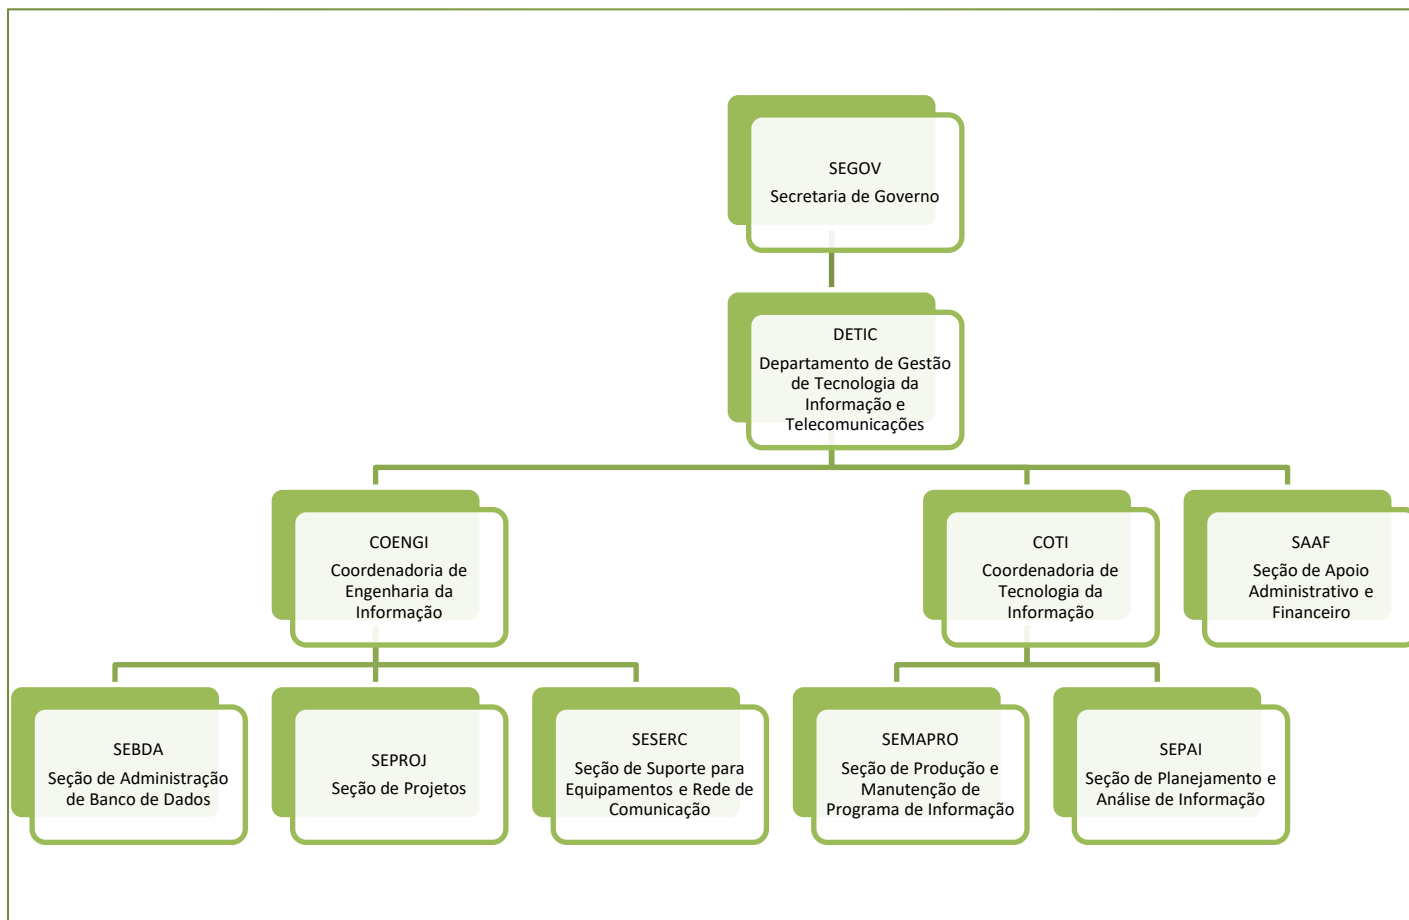 SEGOV
Secretaria de Governo
DETIC
Departamento de Gestão
de Tecnologia da
Informação e
Telecomunicações
COENGI
Coordenadoria de
Engenharia da
Informação
COTI
Coordenadoria de
Tecnologia da
Informação
SAAF
Seção de Apoio
Administrativo e
Financeiro
SEBDA
Seção de Administração
de Banco de Dados
SEPROJ
Seção de Projetos
SESERC
Seção de Suporte para
Equipamentos e Rede de
Comunicação
SEMAPRO
Seção de Produção e
Manutenção de
Programa de Informação
SEPAI
Seção de Planejamento e
Análise de Informação